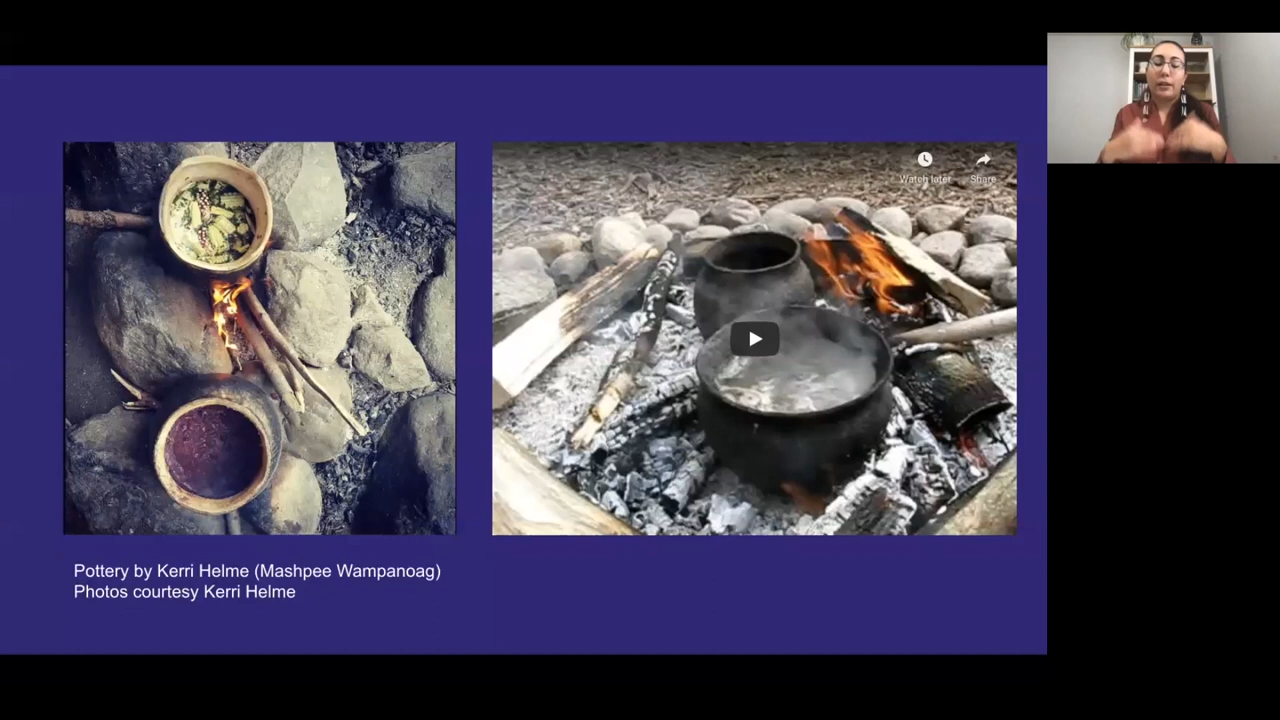 Watch later
Share
Pottery by Kerri Helme (Mashpee Wampanoag)
Photos courtesy Kerri Helme